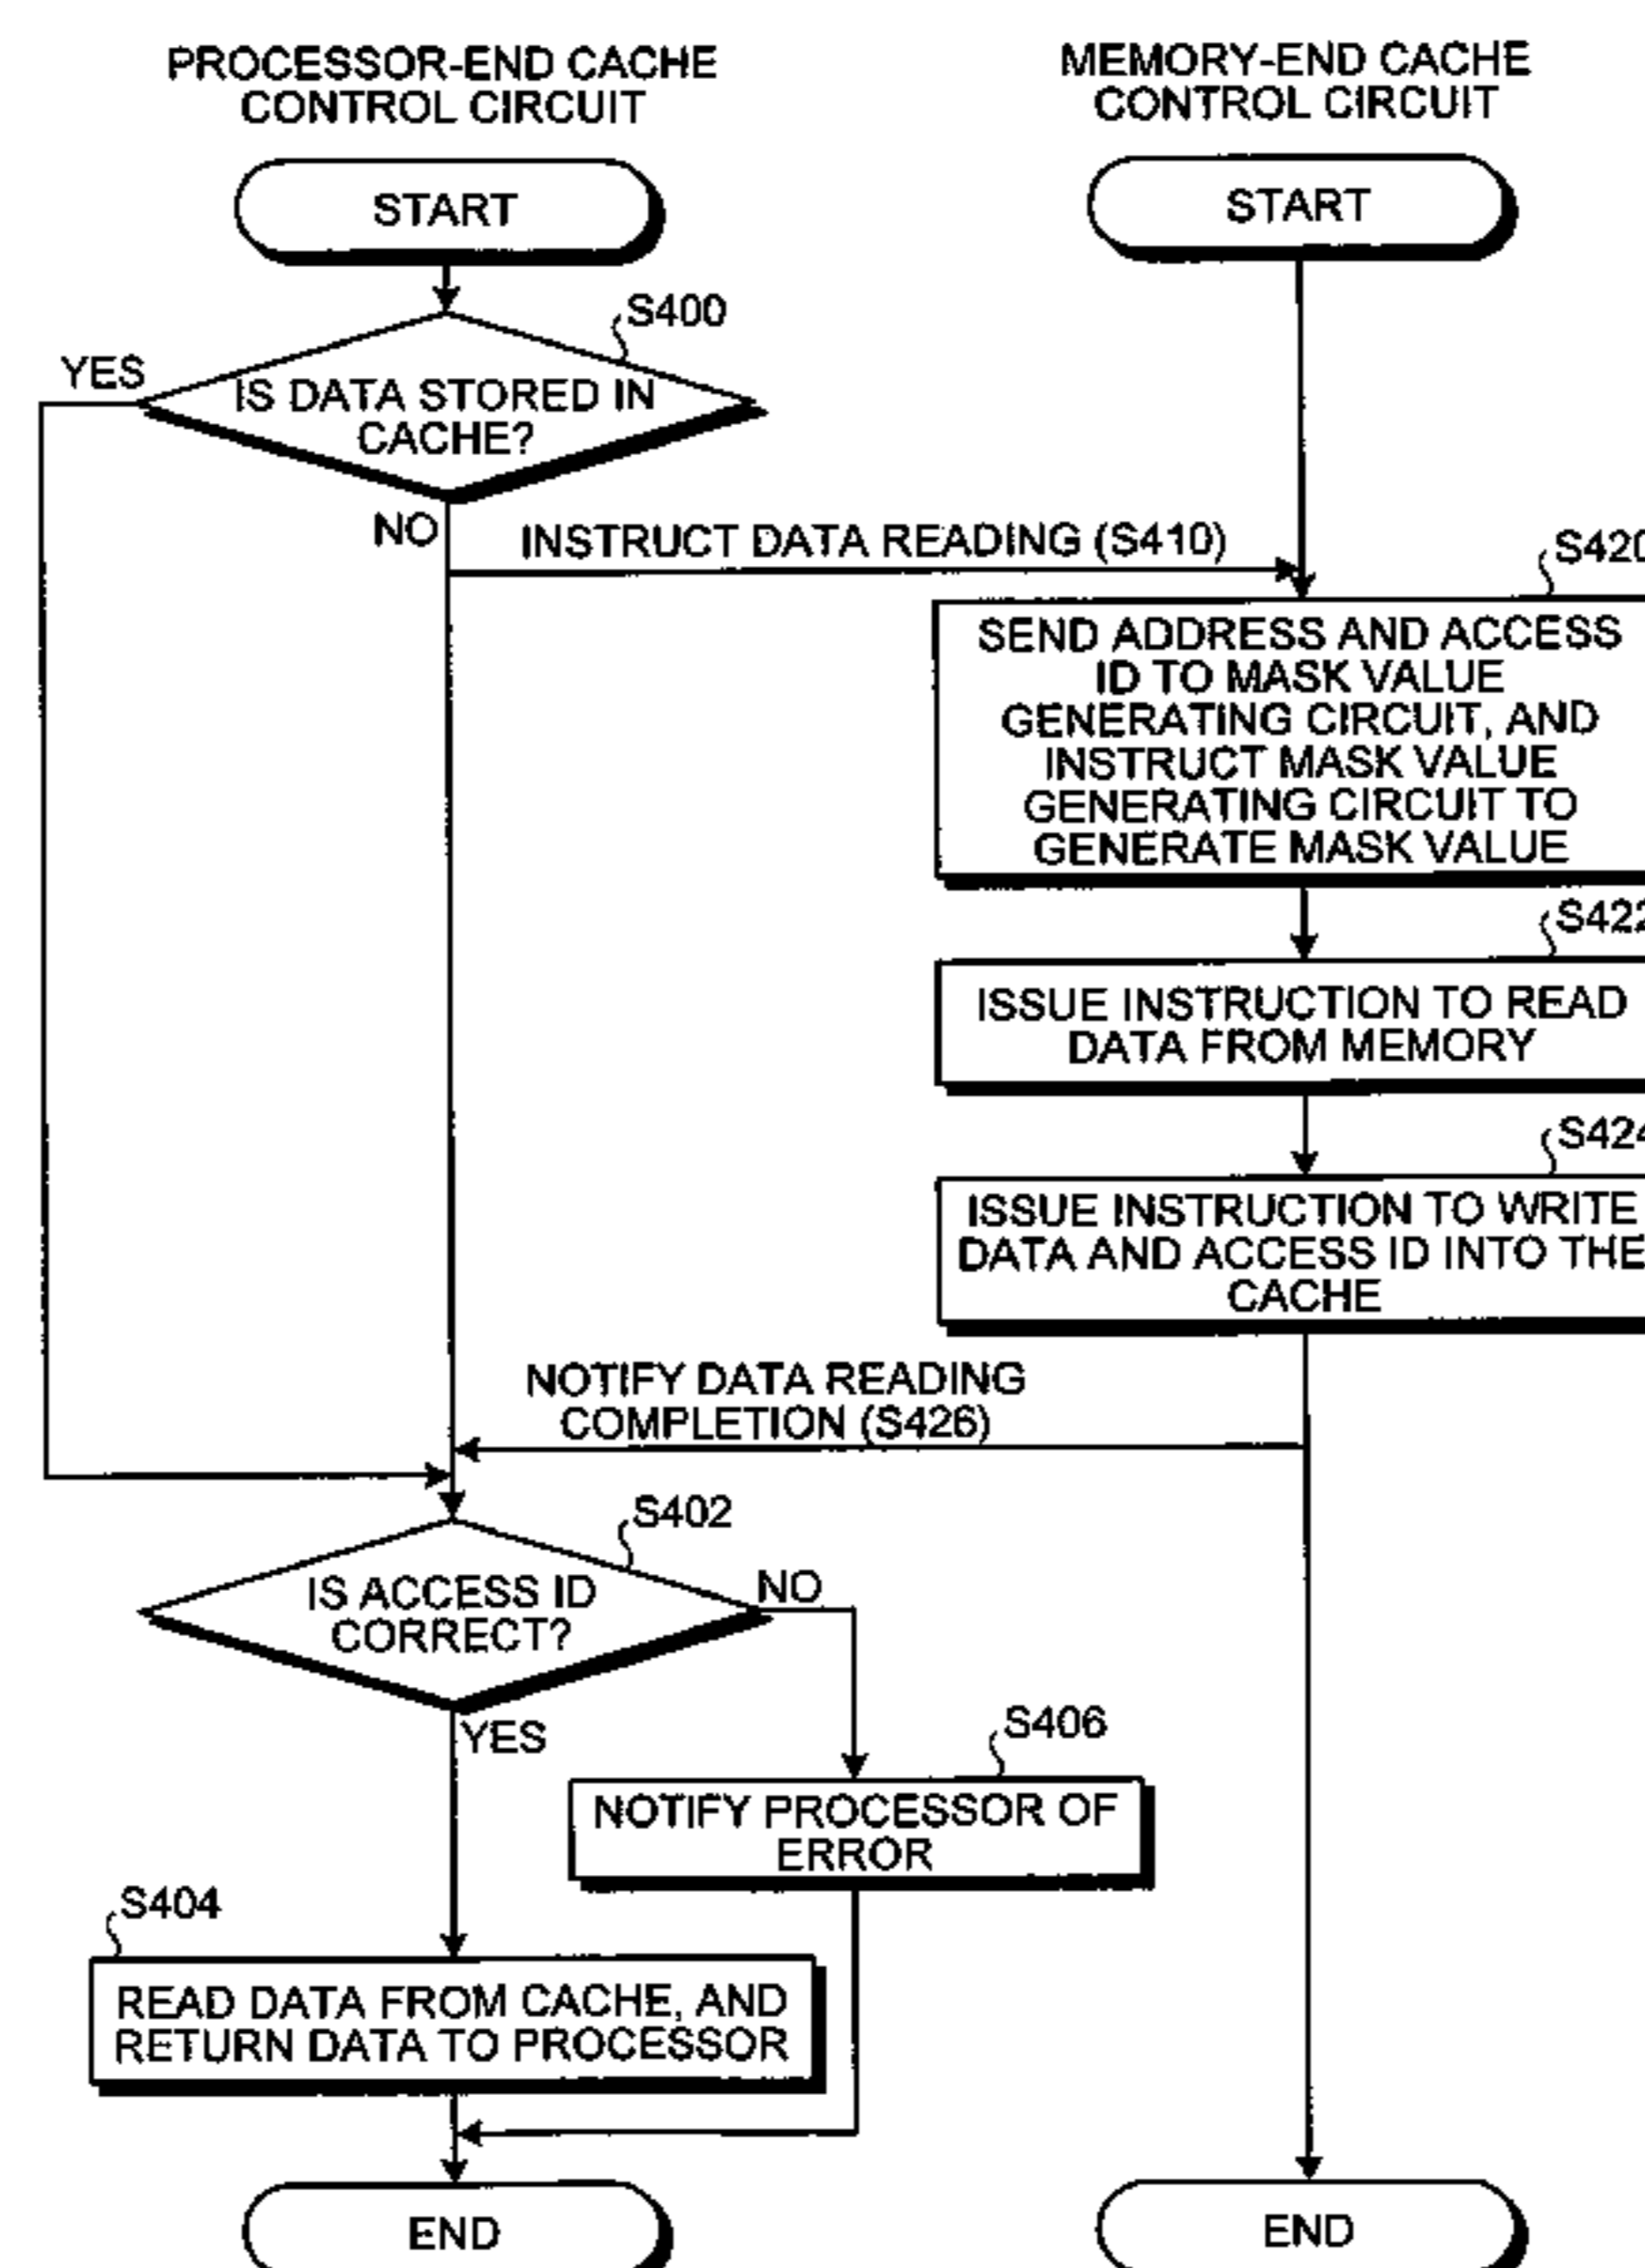 PROCESSOR-END CACHE
CONTROL CIRCUIT
MEMORY-END CACHE
CONTROL CIRCUIT
START
START
S400
YES
IS DATA STORED IN
CACHE?
NO
INSTRUCT DATA READING (S410)
S420
SEND ADDRESS AND ACCESS
ID TO MASK VALUE
GENERATING CIRCUIT, AND
INSTRUCT MASK VALUE
GENERATING CIRCUIT TO
GENERATE MASK VALUE
S422
ISSUE INSTRUCTION TO READ
DATA FROM MEMORY
S424
ISSUE INSTRUCTION TO WRITE
DATA AND ACCESS ID INTO THE
CACHE
NOTIFY DATA READING
COMPLETION (S426)
S402
IS ACCESS ID
CORRECT?
NO
YES
S406
NOTIFY PROCESSOR OF
ERROR
S404
READ DATA FROM CACHE, AND
RETURN DATA TO PROCESSOR
END
END